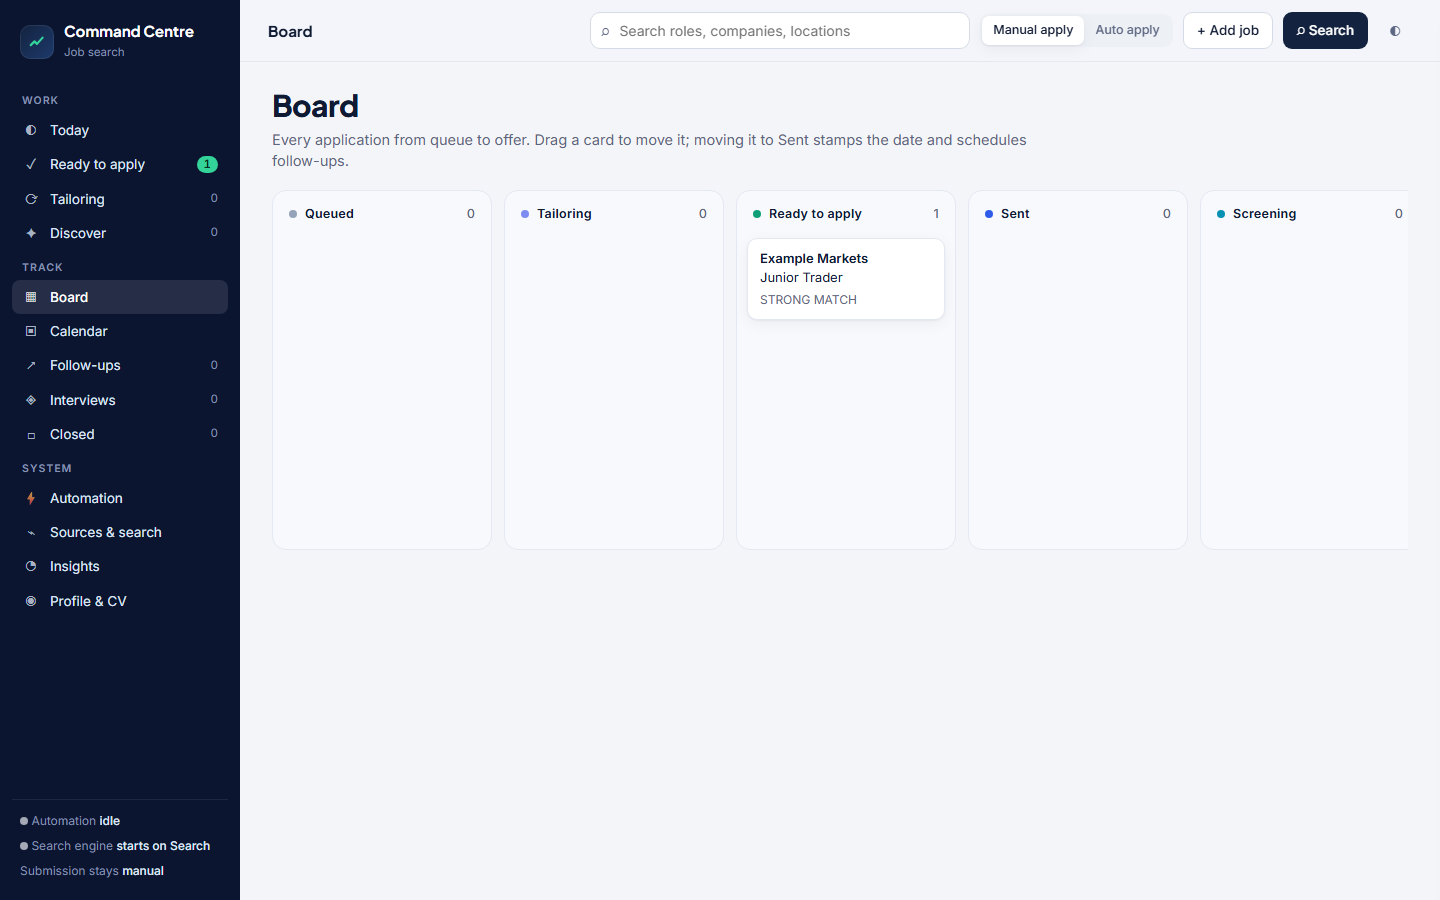 Command Centre
Job search
WORK
Today
Ready to apply 1
Tailoring 0
Discover 0
TRACK
Board
Calendar
Follow-ups 0
Interviews 0
Closed 0
SYSTEM
Automation
Sources & search
Insights
Profile & CV
Automation idle
Search engine starts on Search
Submission stays manual
Board
Search roles, companies, locations
Manual apply
Auto apply
+ Add job
Search
Board
Every application from queue to offer. Drag a card to move it; moving it to Sent stamps the date and schedules
follow-ups.
Queued 0
Tailoring 0
Ready to apply 1
Example Markets
Junior Trader
STRONG MATCH
Sent 0
Screening 0